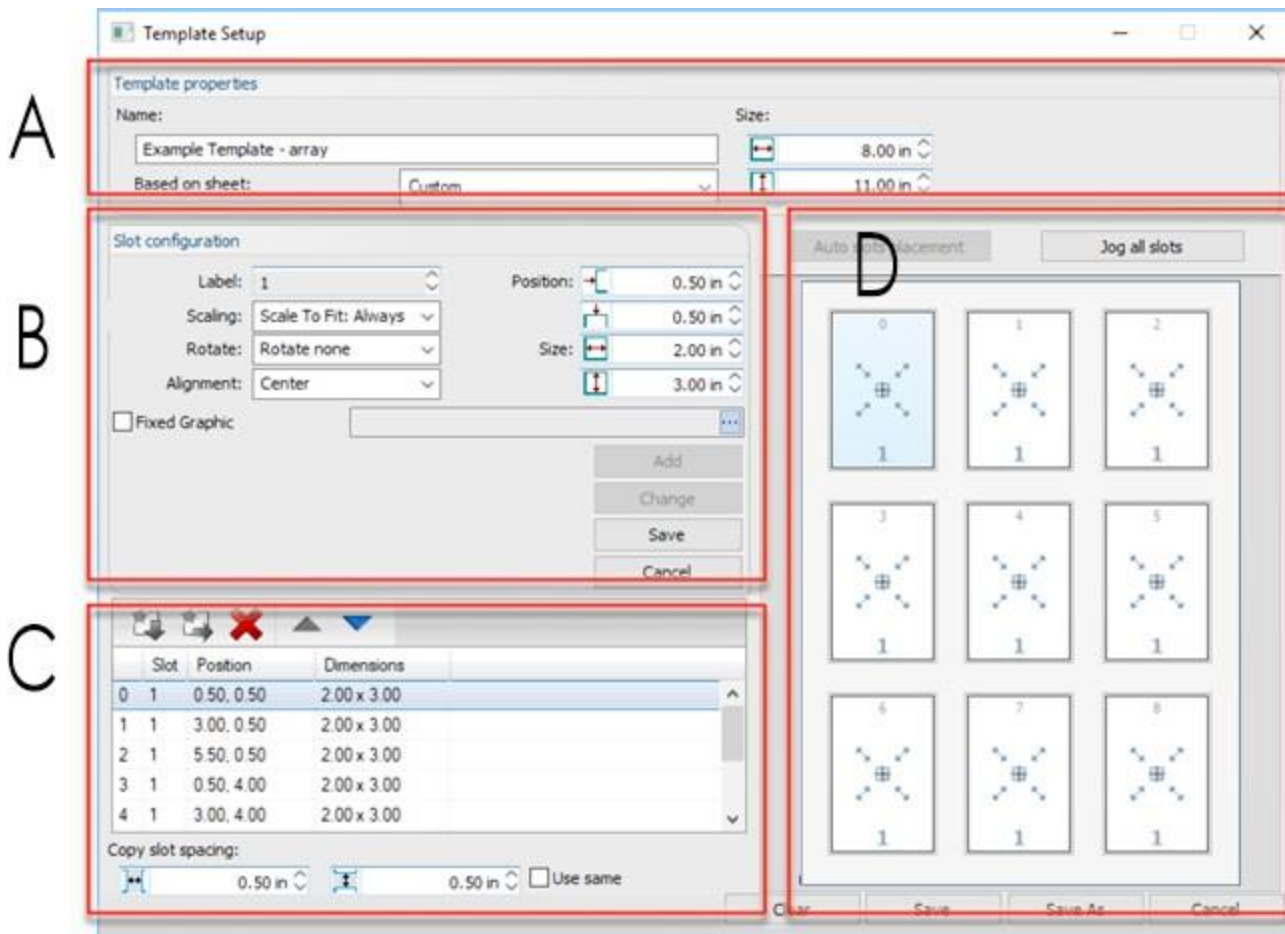 Template Setup
A
Template properties
Name:
Size:
Example Template - array
8.00 in
Based on sheet:
Custom
11.00 in
B
Slot configuration
Label: 1
Position: 0.50 in
Scaling: Scale To Fit: Always
0.50 in
Rotate: Rotate none
Size: 2.00 in
Alignment: Center
3.00 in
Fixed Graphic
...
Add
Change
Save
Cancel
C
Slot Position Dimensions
0 1 0.50, 0.50 2.00 x 3.00
1 1 3.00, 0.50 2.00 x 3.00
2 1 5.50, 0.50 2.00 x 3.00
3 1 0.50, 4.00 2.00 x 3.00
4 1 3.00, 4.00 2.00 x 3.00
Copy slot spacing:
0.50 in 0.50 in Use same
D
Auto slots placement Jog all slots
0 1 2
1 1 1
3 4 5
1 1 1
6 7 8
1 1 1
Clear Save Save As Cancel